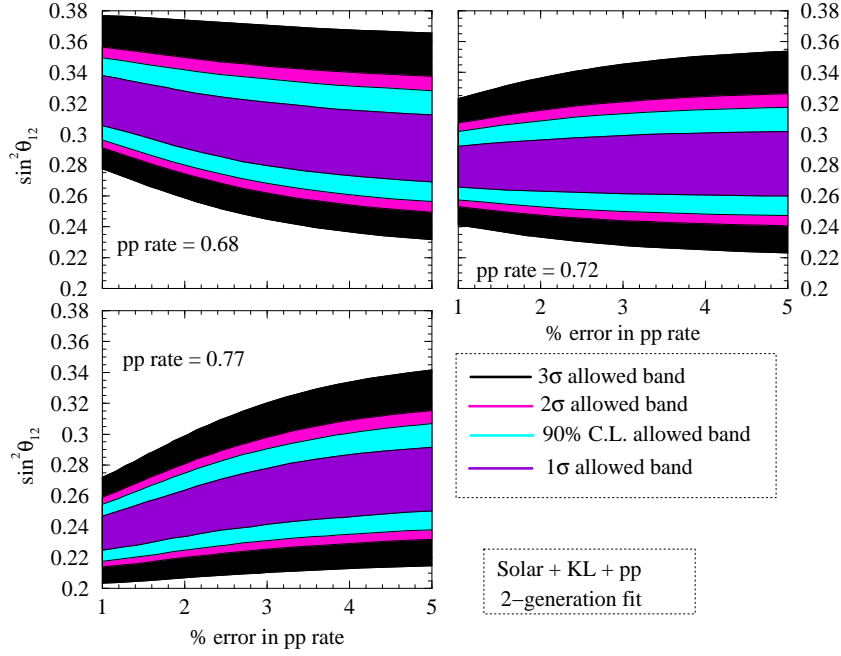 0.38
0.36
0.34
0.32
0.3
0.28
0.26
0.24
0.22
0.2
sin²θ₁₂
pp rate = 0.68
pp rate = 0.72
0.38
0.36
0.34
0.32
0.3
0.28
0.26
0.24
0.22
0.2
1 2 3 4 5
% error in pp rate
0.38
0.36
0.34
0.32
0.3
0.28
0.26
0.24
0.22
0.2
sin²θ₁₂
pp rate = 0.77
1 2 3 4 5
% error in pp rate
3σ allowed band
2σ allowed band
90% C.L. allowed band
1σ allowed band
Solar + KL + pp
2−generation fit